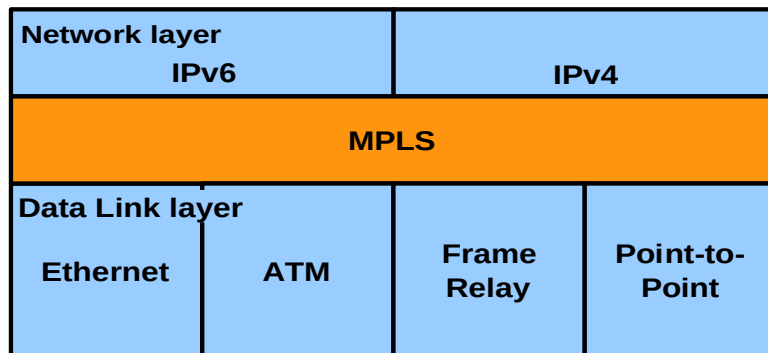 Network layer
IPv6
IPv4
MPLS
Data Link layer
Ethernet
ATM
Frame
Relay
Point-to-
Point